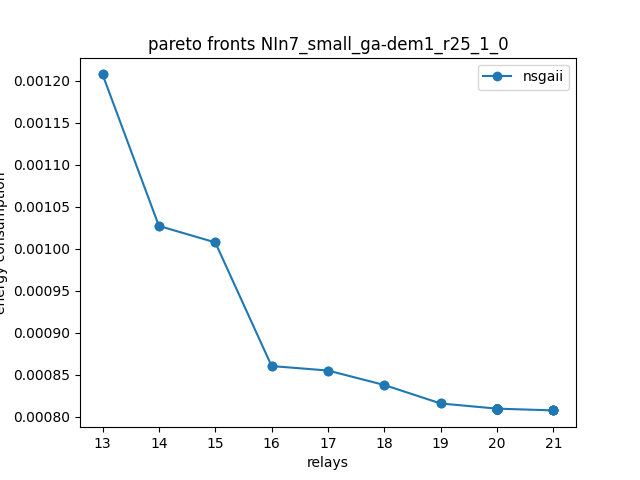 pareto fronts NIn7_small_ga-dem1_r25_1_0
nsgaii
0.00120
0.00115
0.00110
0.00105
0.00100
0.00095
0.00090
0.00085
0.00080
energy consumption
13 14 15 16 17 18 19 20 21
relays